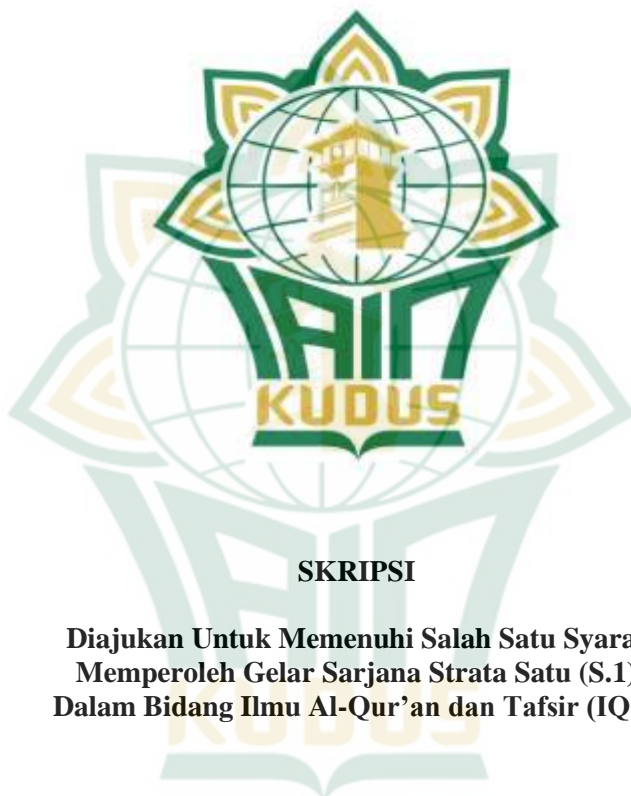 IAIN
KUDUS
SKRIPSI
Diajukan Untuk Memenuhi Salah Satu Syara
Memperoleh Gelar Sarjana Strata Satu (S.1)
Dalam Bidang Ilmu Al-Qur’an dan Tafsir (IQ